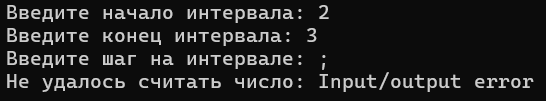 Введите начало интервала: 2
Введите конец интервала: 3
Введите шаг на интервале: ;
Не удалось считать число: Input/output error